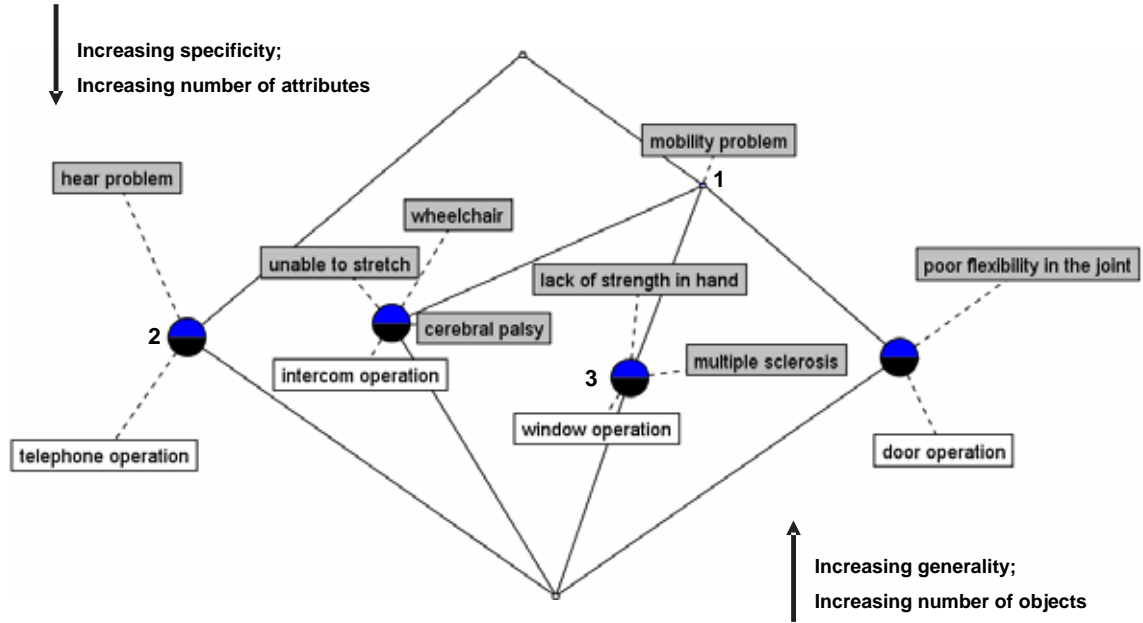 Increasing specificity;
Increasing number of attributes
mobility problem
hear problem
1
wheelchair
unable to stretch
poor flexibility in the joint
lack of strength in hand
cerebral palsy
2
multiple sclerosis
intercom operation
3
window operation
door operation
telephone operation
Increasing generality;
Increasing number of objects